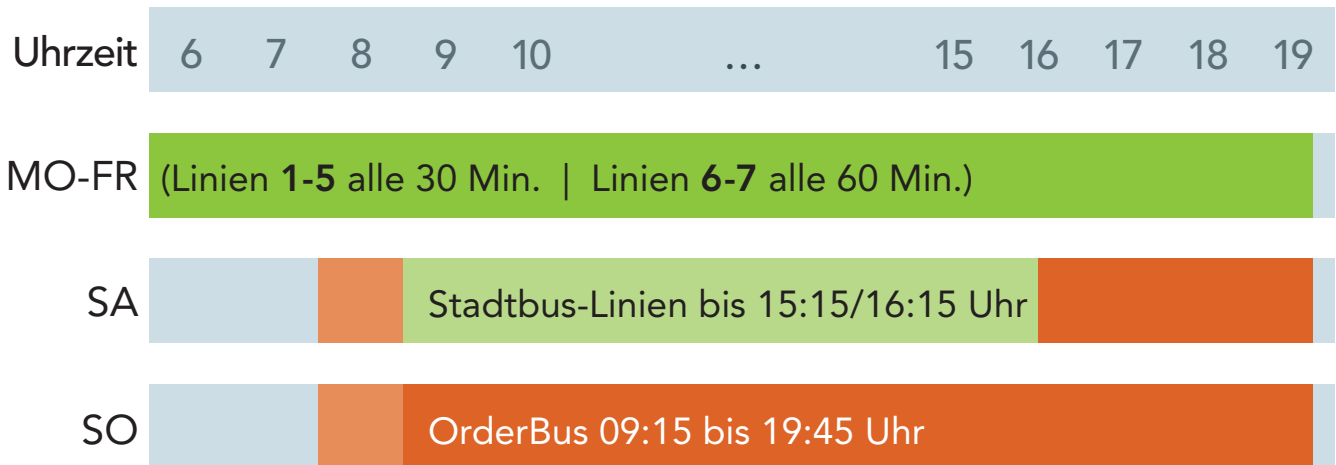 Uhrzeit 6 7 8 9 10 ... 15 16 17 18 19
MO-FR (Linien 1-5 alle 30 Min. | Linien 6-7 alle 60 Min.)
SA Stadtbus-Linien bis 15:15/16:15 Uhr
SO OrderBus 09:15 bis 19:45 Uhr